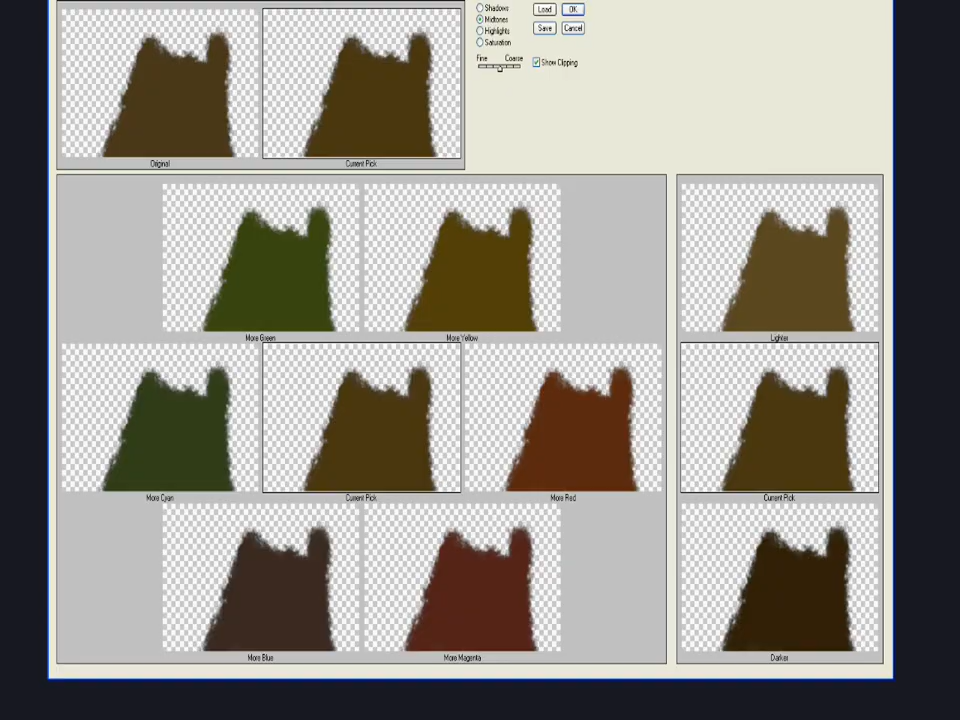 Shadows
Midtones
Highlights
Saturation
Load
OK
Save
Cancel
Fine
Coarse
Show Clipping
Original
Current Pick
More Green
More Yellow
Lighter
More Cyan
Current Pick
More Red
Current Pick
More Blue
More Magenta
Darker